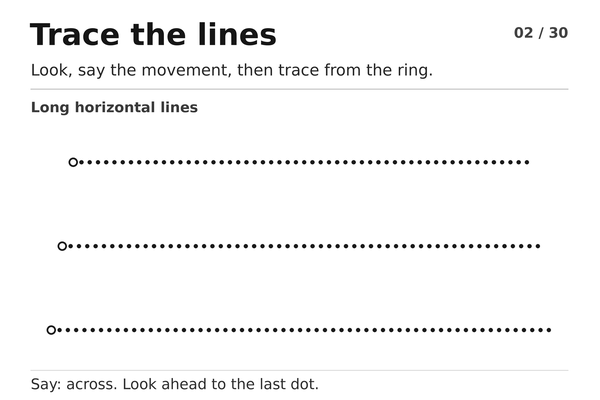 Trace the lines
02 / 30
Look, say the movement, then trace from the ring.
Long horizontal lines
Say: across. Look ahead to the last dot.